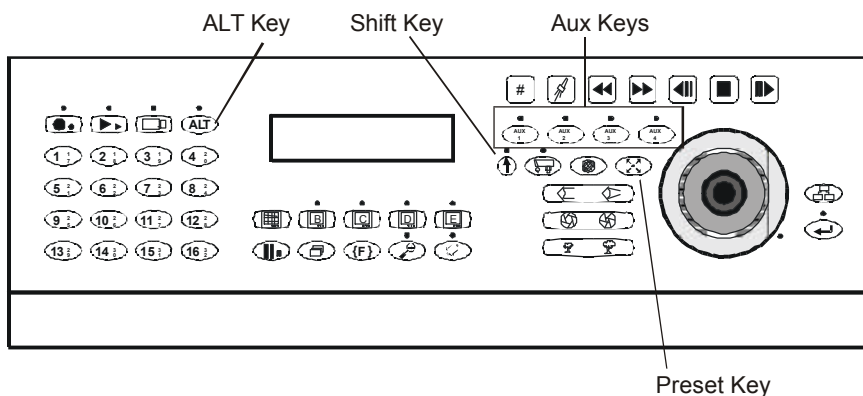 ALT Key Shift Key Aux Keys
#
AUX 1 AUX 2 AUX 3 AUX 4
ALT
1 2 3 4
5 6 7 8
B C D E
9 10 11 12
{F}
13 14 15 16
Preset Key